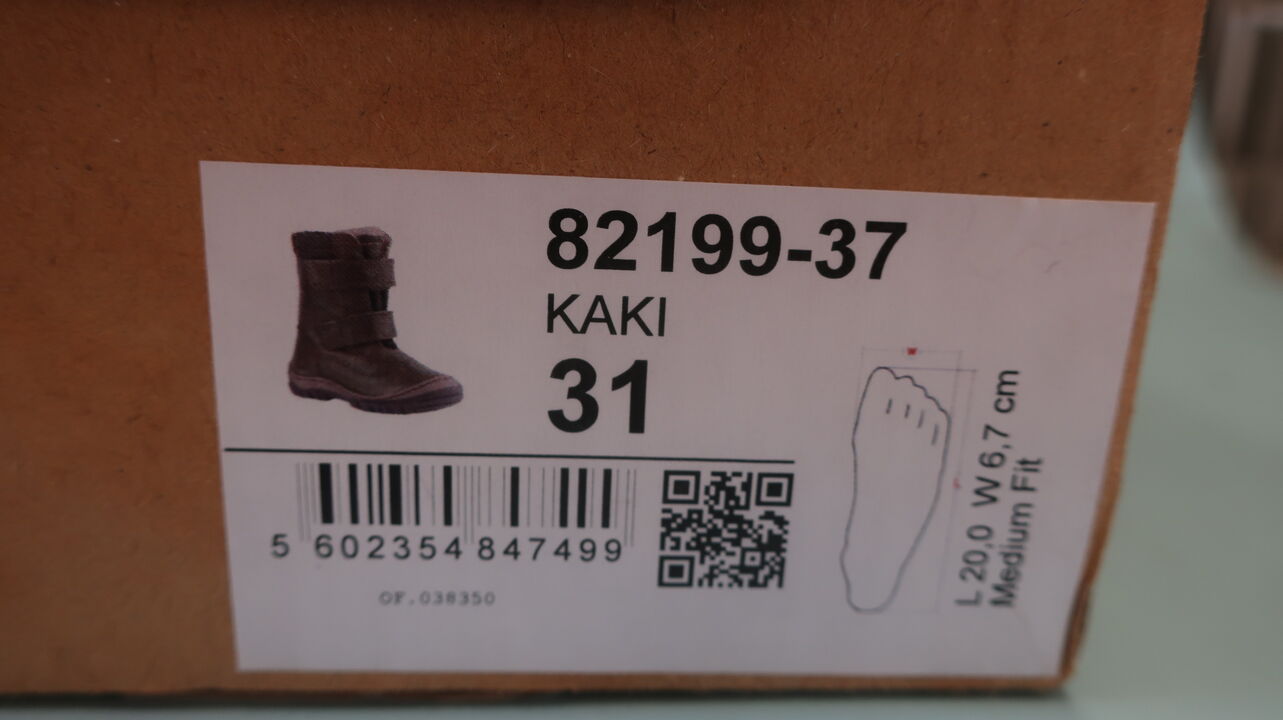 82199-37
KAKI
31
5 602354 847499
OF.038350
L 20,0 W 6,7 cm
Medium Fit